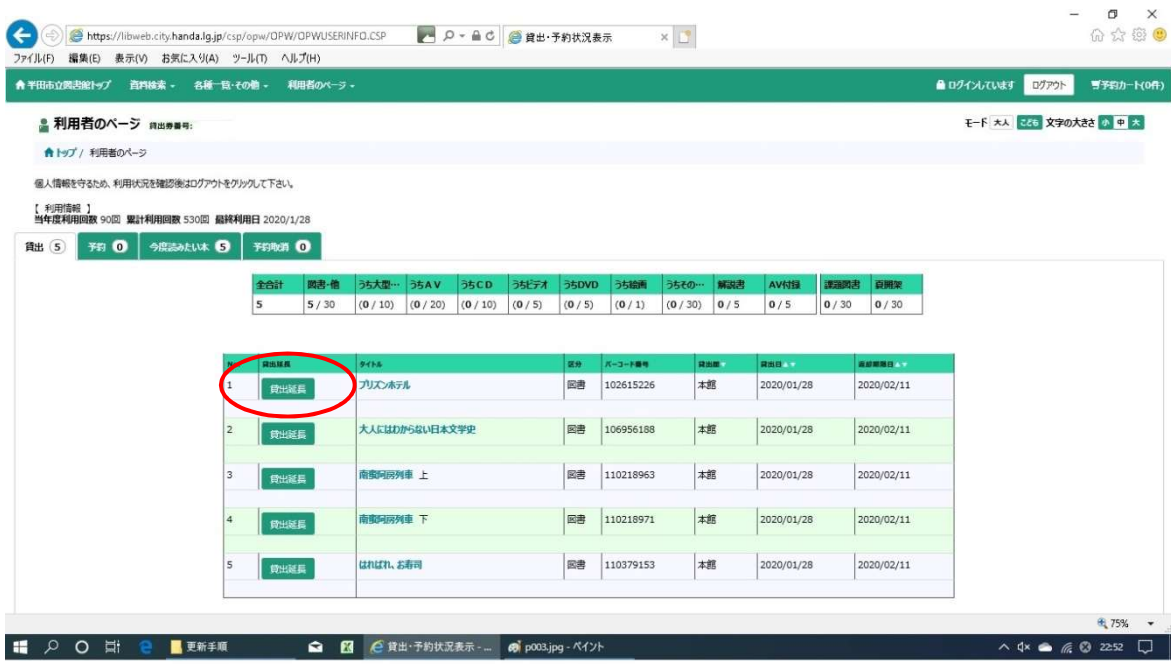 https://libweb.city.handa.lg.jp/csp/opw/OPW/OPWUSERINFO.CSP 貸出・予約状況表示
ファイル(F) 編集(E) 表示(V) お気に入り(A) ツール(T) ヘルプ(H)
半田市立図書館トップ 資料検索 各種一覧・その他 利用者のページ ログインしています ログアウト 予約カート(0件)
利用者のページ 貸出券番号: モード 大人 こども 文字の大きさ 小 中 大
トップ / 利用者のページ
個人情報を守るため、利用状況を確認後はログアウトをクリックして下さい。
【 利用情報 】
当年度利用回数 90回 累計利用回数 530回 最終利用日 2020/1/28
貸出 5 予約 0 今度読みたい本 5 予約取消 0
全合計 図書・他 うち大型… うちAV うちCD うちビデオ うちDVD うち絵画 うちその… 解説書 AV付録 課題図書 夏開架
5 5 / 30 (0 / 10) (0 / 20) (0 / 10) (0 / 5) (0 / 5) (0 / 1) (0 / 30) 0 / 5 0 / 5 0 / 30 0 / 30
貸出延長 タイトル 区分 バーコード番号 貸出館 貸出日 返却期限日
1 貸出延長 プリズンホテル 図書 102615226 本館 2020/01/28 2020/02/11
2 貸出延長 大人にはわからない日本文学史 図書 106956188 本館 2020/01/28 2020/02/11
3 貸出延長 南蛮阿房列車 上 図書 110218963 本館 2020/01/28 2020/02/11
4 貸出延長 南蛮阿房列車 下 図書 110218971 本館 2020/01/28 2020/02/11
5 貸出延長 はればれ、お寿司 図書 110379153 本館 2020/01/28 2020/02/11
75%
更新手順 貸出・予約状況表示 - ... p003.jpg - ペイント 22:52